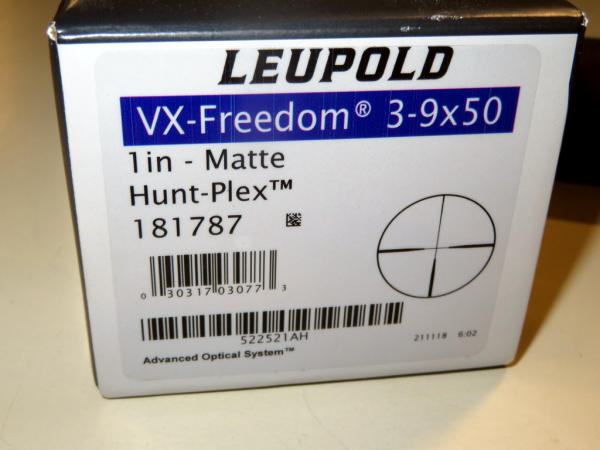 LEUPOLD
VX-Freedom® 3-9x50
1in - Matte
Hunt-Plex™
181787
0 30317 03077 3
522521AH
211118 6:02
Advanced Optical System™